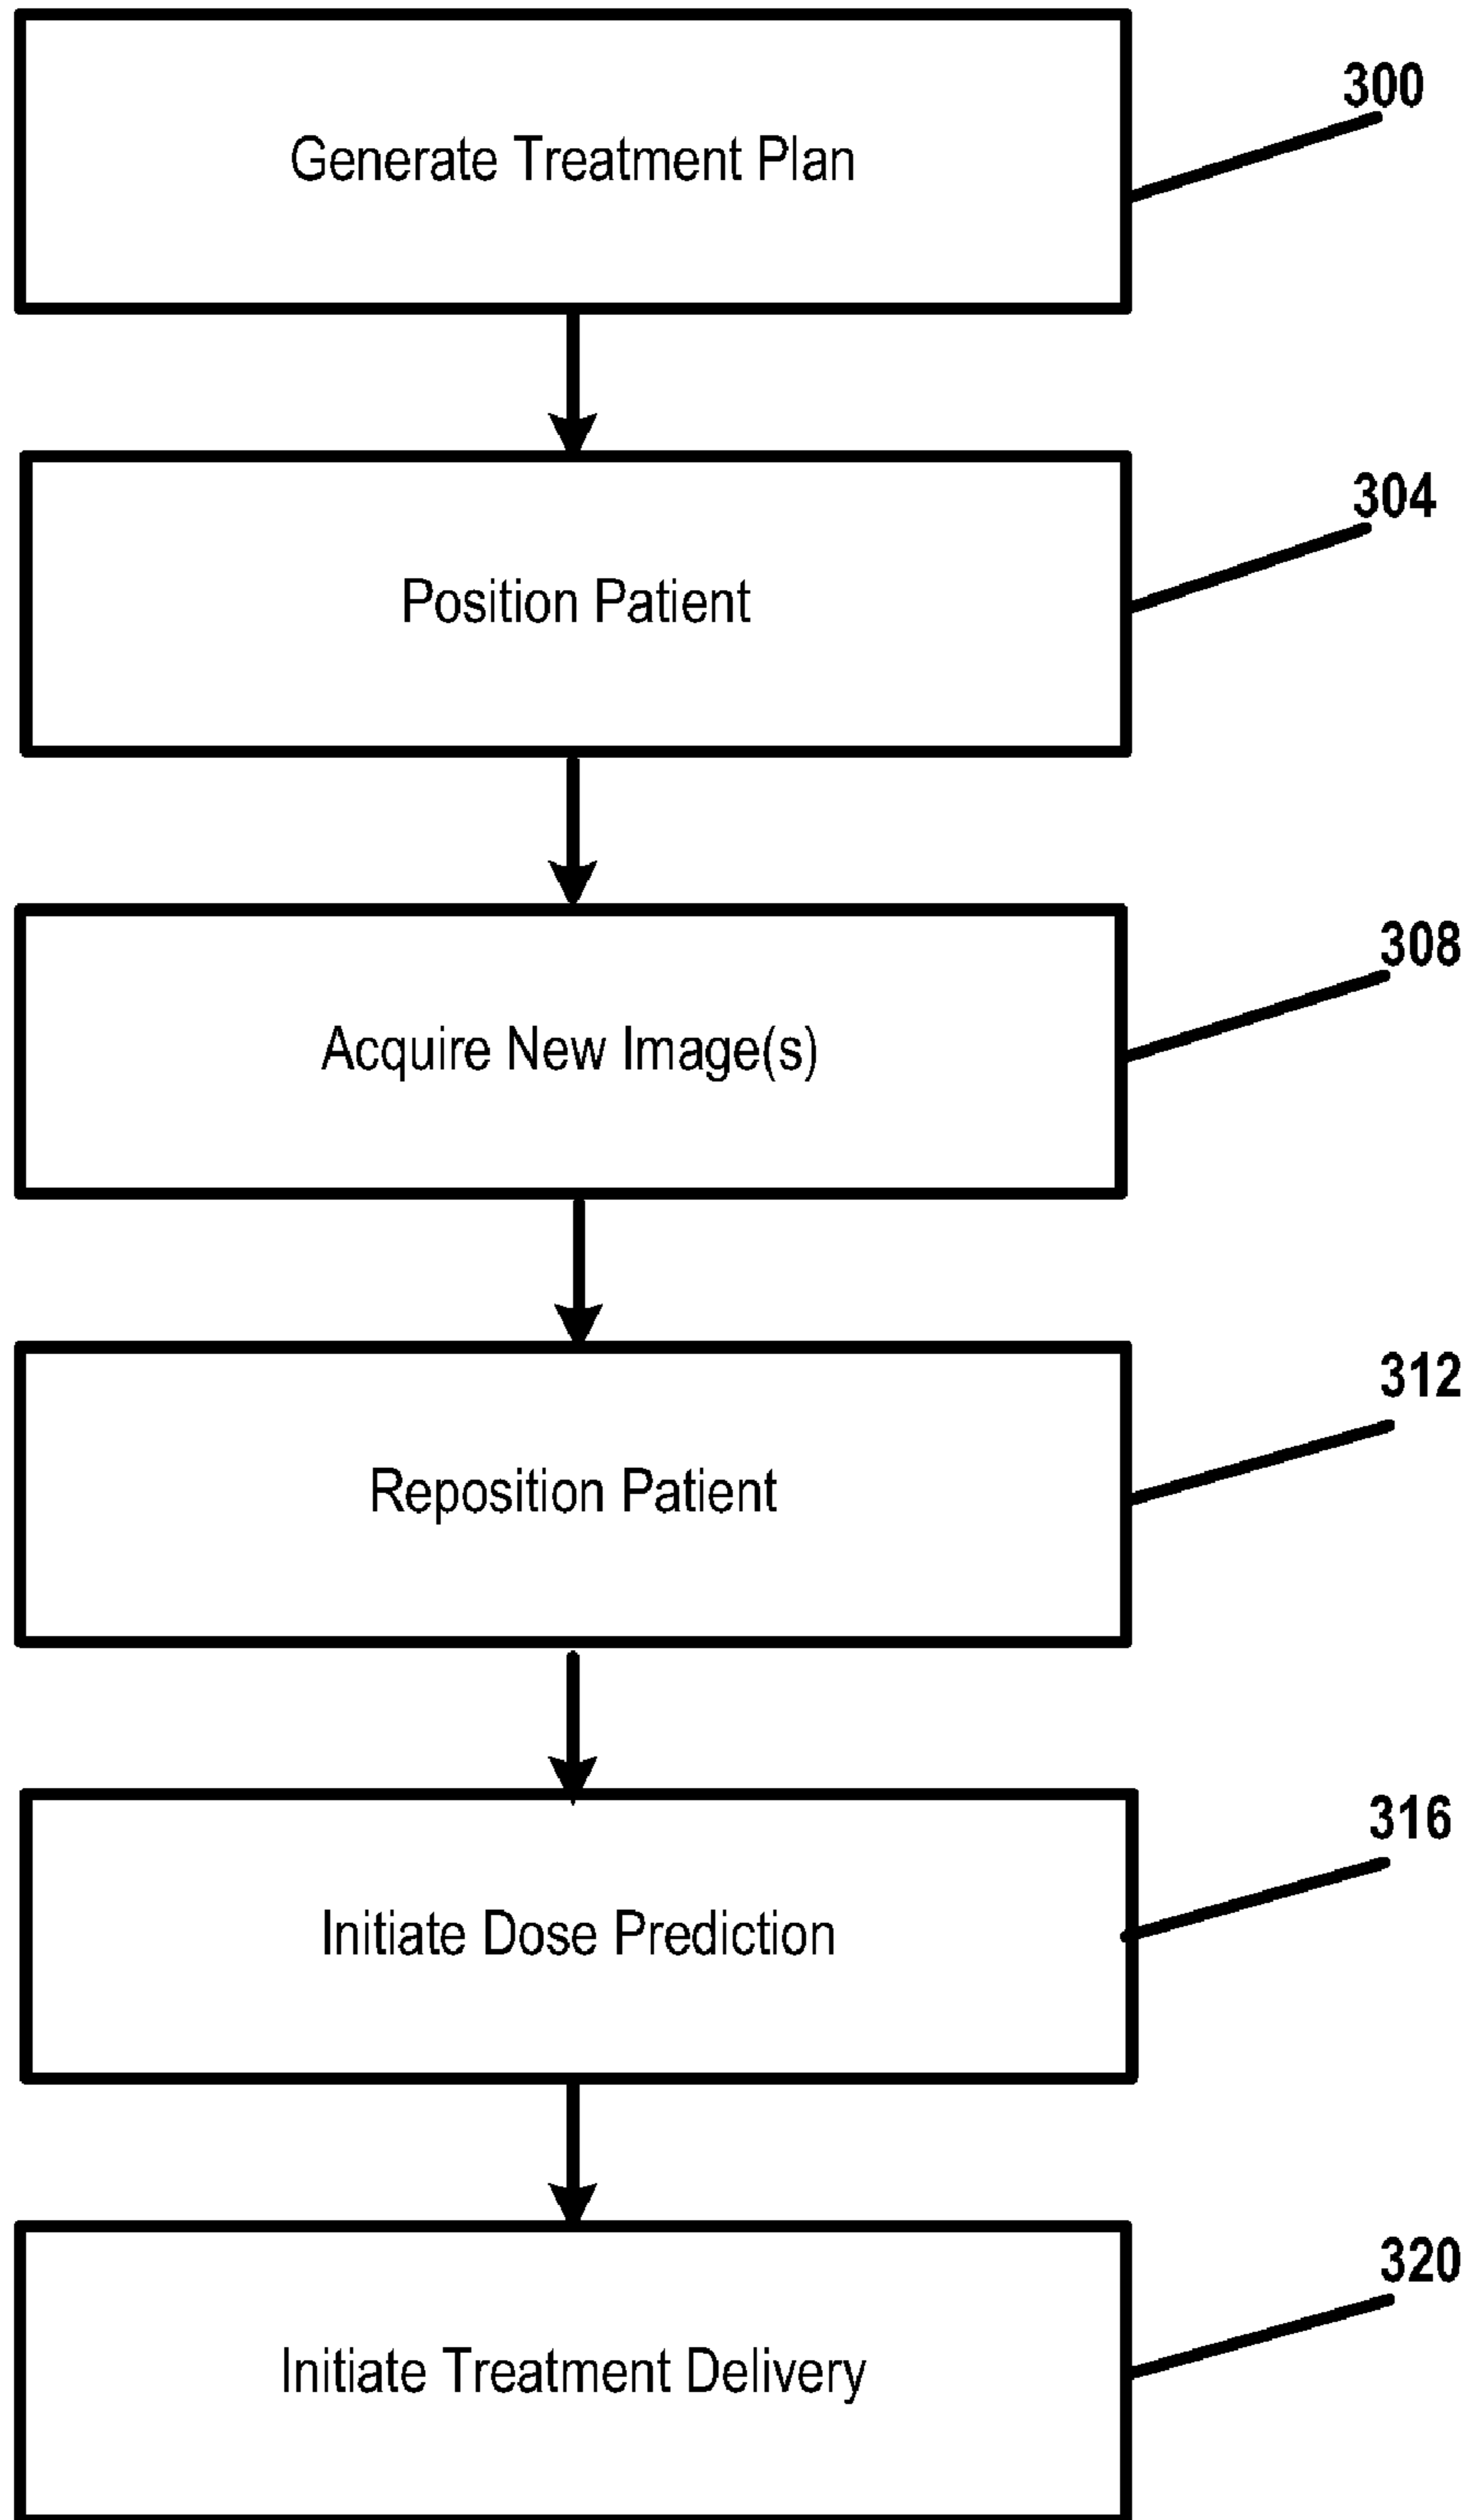 Generate Treatment Plan
300
Position Patient
304
Acquire New Image(s)
308
Reposition Patient
312
Initiate Dose Prediction
316
Initiate Treatment Delivery
320